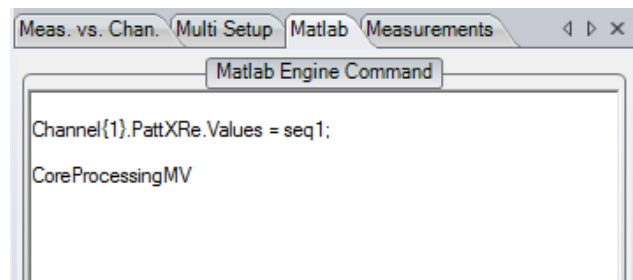 Meas. vs. Chan. Multi Setup Matlab Measurements
Matlab Engine Command
Channel{1}.PattXRe.Values = seq1;
CoreProcessingMV